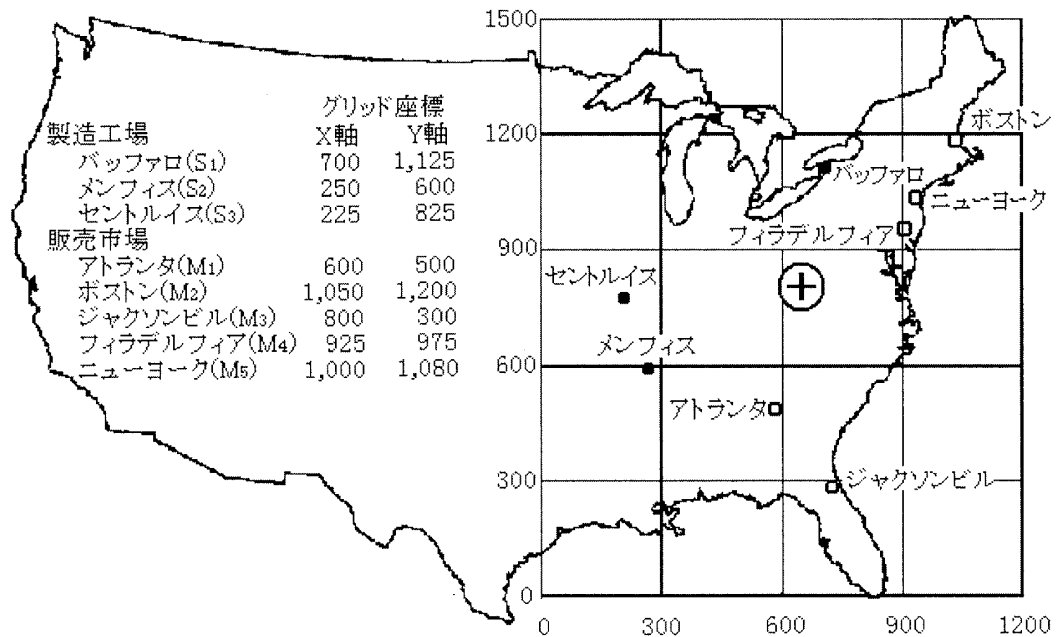 グリッド座標
製造工場 X軸 Y軸
バッファロ(S1) 700 1,125
メンフィス(S2) 250 600
セントルイス(S3) 225 825
販売市場
アトランタ(M1) 600 500
ボストン(M2) 1,050 1,200
ジャクソンビル(M3) 800 300
フィラデルフィア(M4) 925 975
ニューヨーク(M5) 1,000 1,080
1500
1200
900
600
300
0
ボストン
バッファロ
ニューヨーク
フィラデルフィア
セントルイス
メンフィス
アトランタ
ジャクソンビル
0 300 600 900 1200